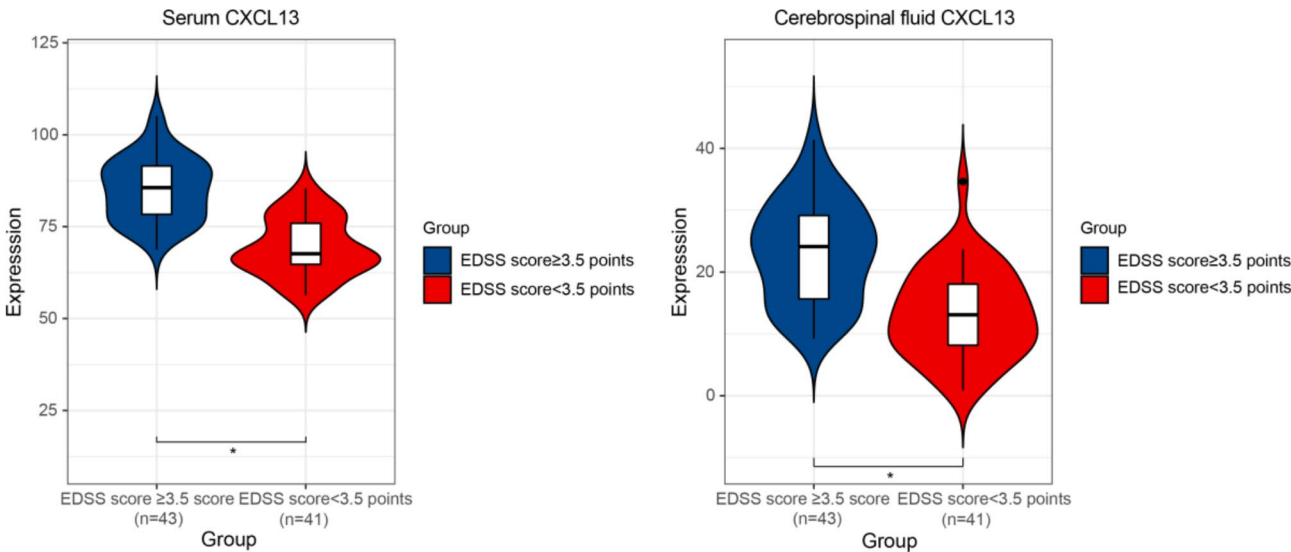 Serum CXCL13
125
100
75
50
25
Expresssion
*
EDSS score ≥3.5 score EDSS score<3.5 points
(n=43) (n=41)
Group
Group
EDSS score≥3.5 points
EDSS score<3.5 points
Cerebrospinal fluid CXCL13
40
20
0
Expresssion
*
EDSS score ≥3.5 score EDSS score<3.5 points
(n=43) (n=41)
Group
Group
EDSS score≥3.5 points
EDSS score<3.5 points